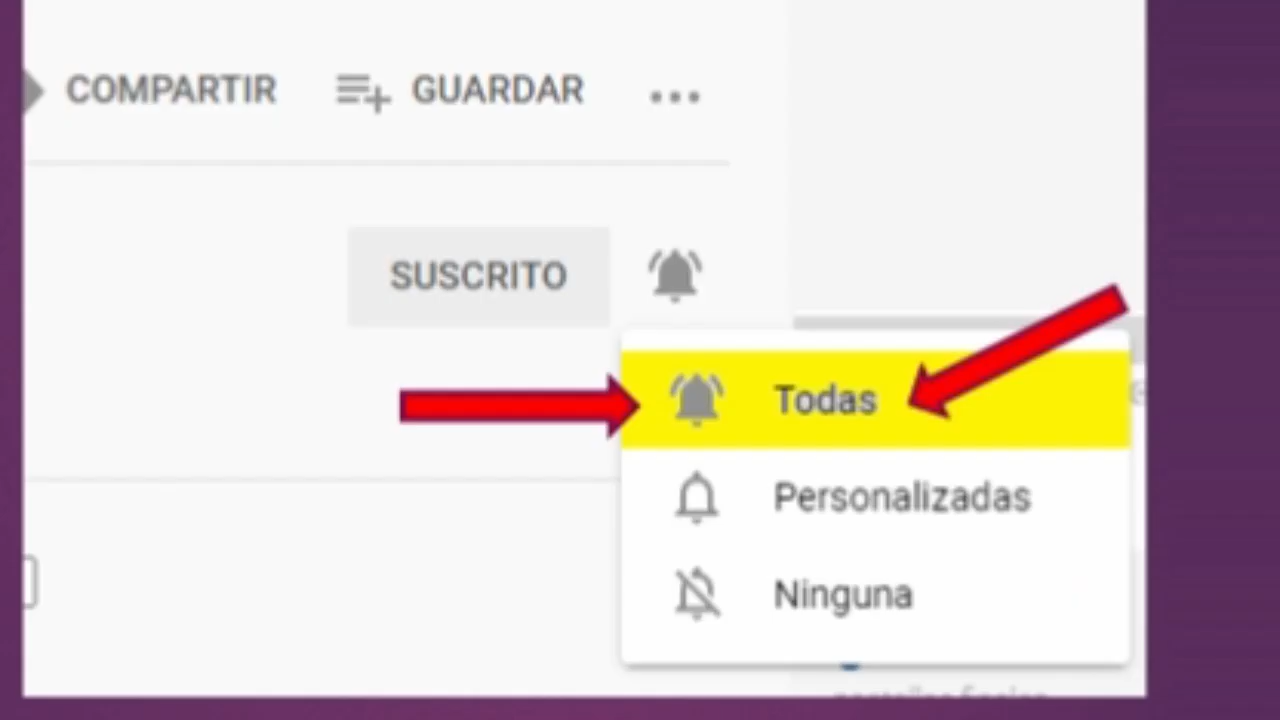 COMPARTIR GUARDAR ...
SUSCRITO
Todas
Personalizadas
Ninguna